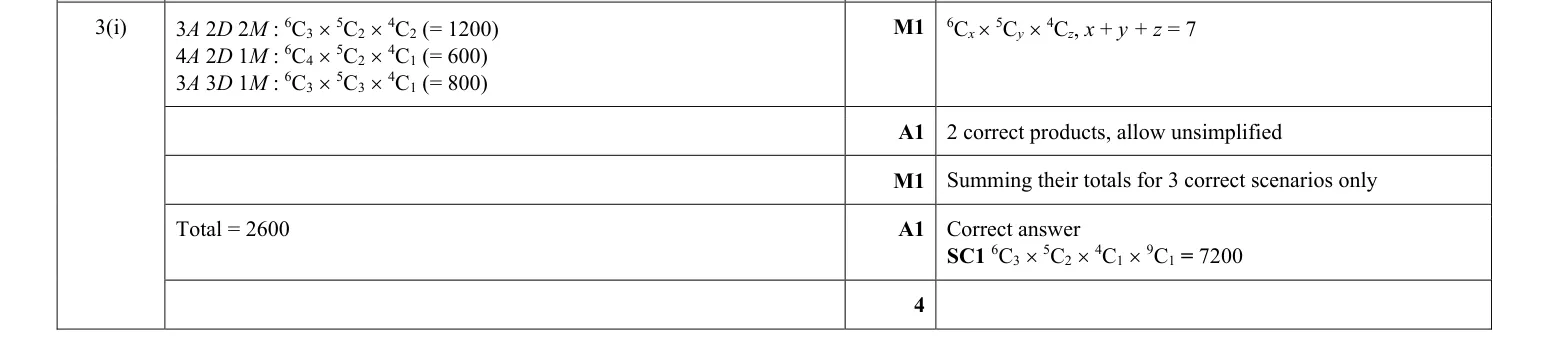 3(i) 3A 2D 2M : ⁶C₃ × ⁵C₂ × ⁴C₂ (= 1200) M1 ⁶Cₓ × ⁵Cᵧ × ⁴C_z, x + y + z = 7
4A 2D 1M : ⁶C₄ × ⁵C₂ × ⁴C₁ (= 600)
3A 3D 1M : ⁶C₃ × ⁵C₃ × ⁴C₁ (= 800)
A1 2 correct products, allow unsimplified
M1 Summing their totals for 3 correct scenarios only
Total = 2600 A1 Correct answer
SC1 ⁶C₃ × ⁵C₂ × ⁴C₁ × ⁹C₁ = 7200
4